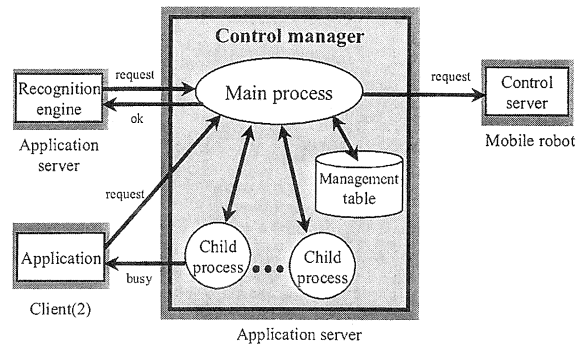 Control manager
request
Recognition
engine
ok
Application
server
Main process
request
Control
server
Mobile robot
request
Management
table
Application
busy
Client(2)
Child
process
Child
process
Application server